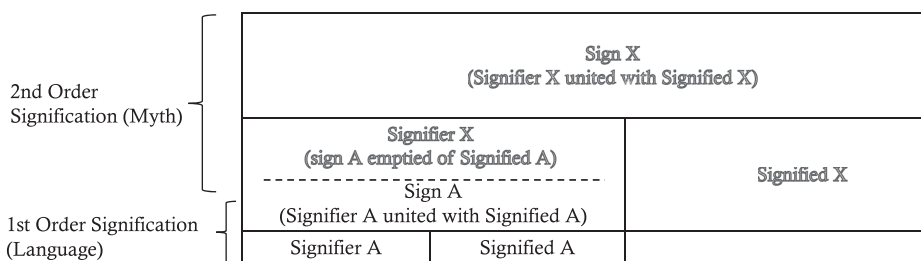 Sign X
(Signifier X united with Signified X)
2nd Order
Signification (Myth)
Signifier X
(sign A emptied of Signified A)
Signified X
Sign A
(Signifier A united with Signified A)
1st Order Signification
(Language)
Signifier A
Signified A